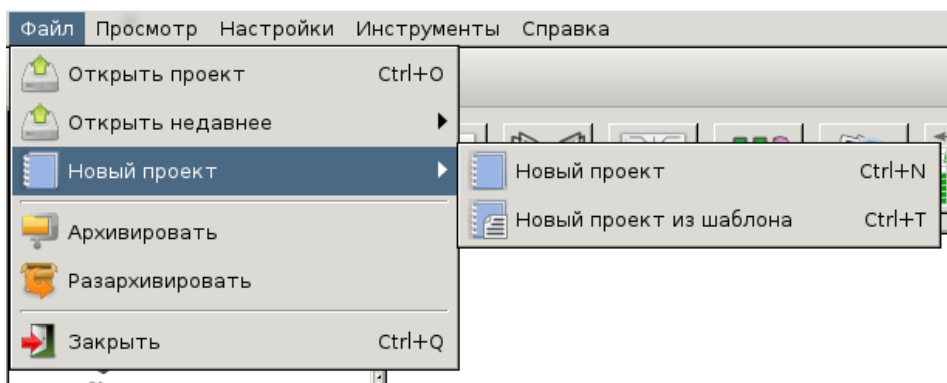 Файл Просмотр Настройки Инструменты Справка
Открыть проект Ctrl+O
Открыть недавнее
Новый проект
Новый проект Ctrl+N
Новый проект из шаблона Ctrl+T
Архивировать
Разархивировать
Закрыть Ctrl+Q